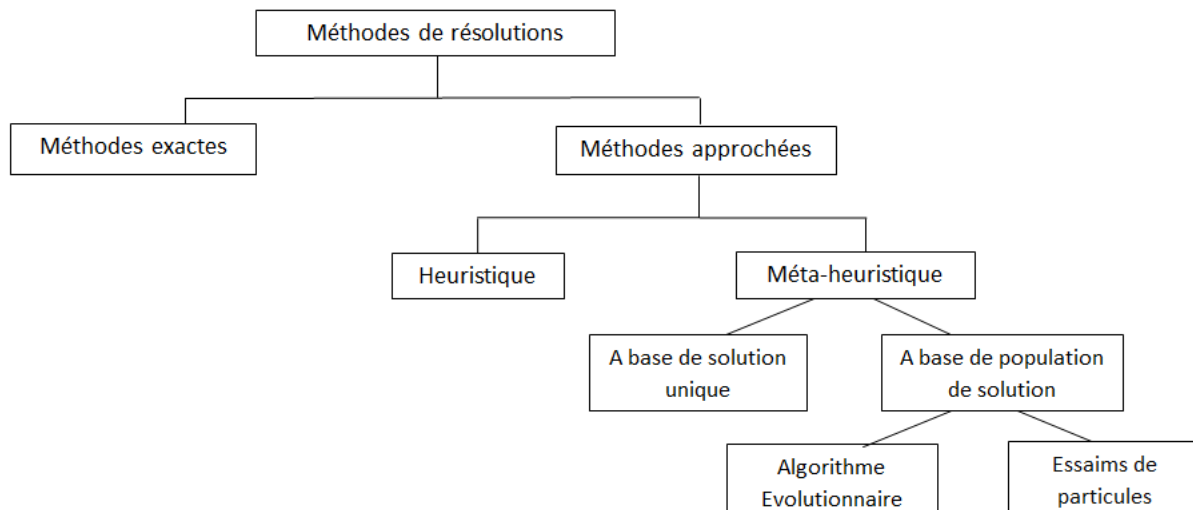 Méthodes de résolutions
Méthodes exactes
Méthodes approchées
Heuristique
Méta-heuristique
A base de solution
unique
A base de population
de solution
Algorithme
Evolutionnaire
Essaims de
particules